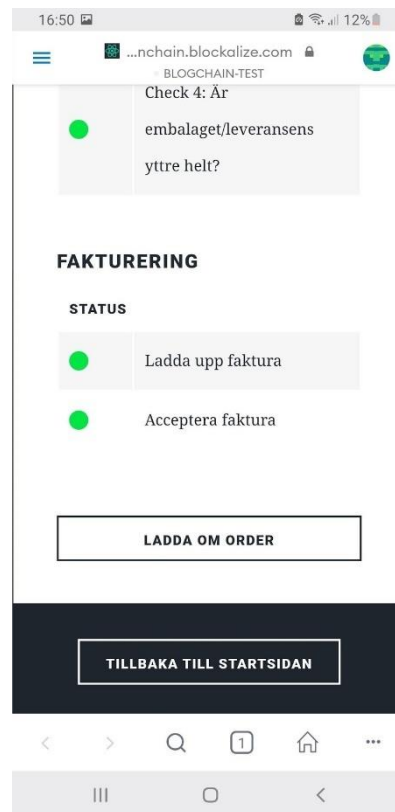 16:50 12%
...nchain.blockalize.com
BLOGCHAIN-TEST
Check 4: Är
embalaget/leveransens
yttre helt?
FAKTURERING
STATUS
Ladda upp faktura
Acceptera faktura
LADDA OM ORDER
TILLBAKA TILL STARTSIDAN
1